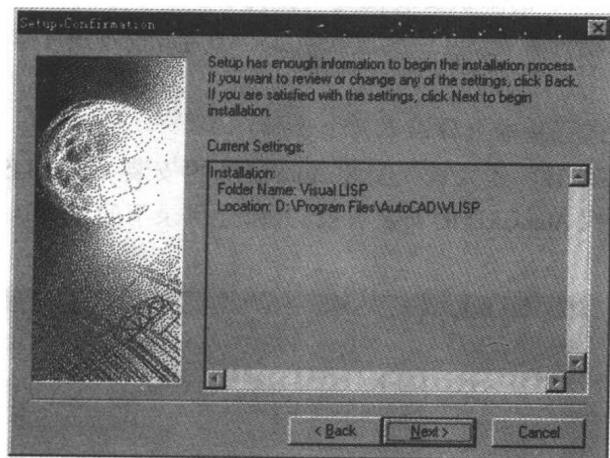 Setup Confirmation
Setup has enough information to begin the installation process.
If you want to review or change any of the settings, click Back.
If you are satisfied with the settings, click Next to begin
installation.
Current Settings:
Installation:
Folder Name: Visual LISP
Location: D:\Program Files\AutoCAD\VLISP
< Back
Next >
Cancel